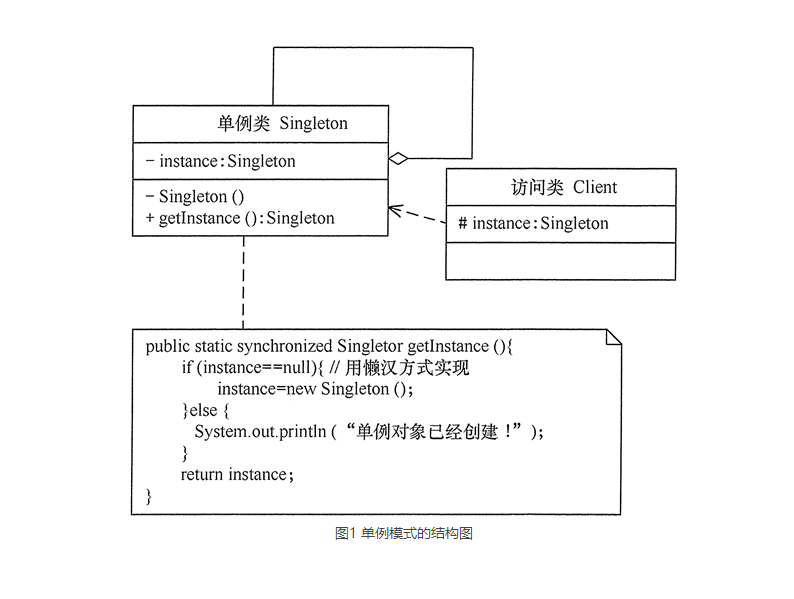 单例类 Singleton
- instance:Singleton
- Singleton ()
+ getInstance ():Singleton
访问类 Client
# instance:Singleton
public static synchronized Singletor getInstance (){
if (instance==null){ // 用懒汉方式实现
instance=new Singleton ();
}else {
System.out.println (“单例对象已经创建！” );
}
return instance;
}
图1 单例模式的结构图